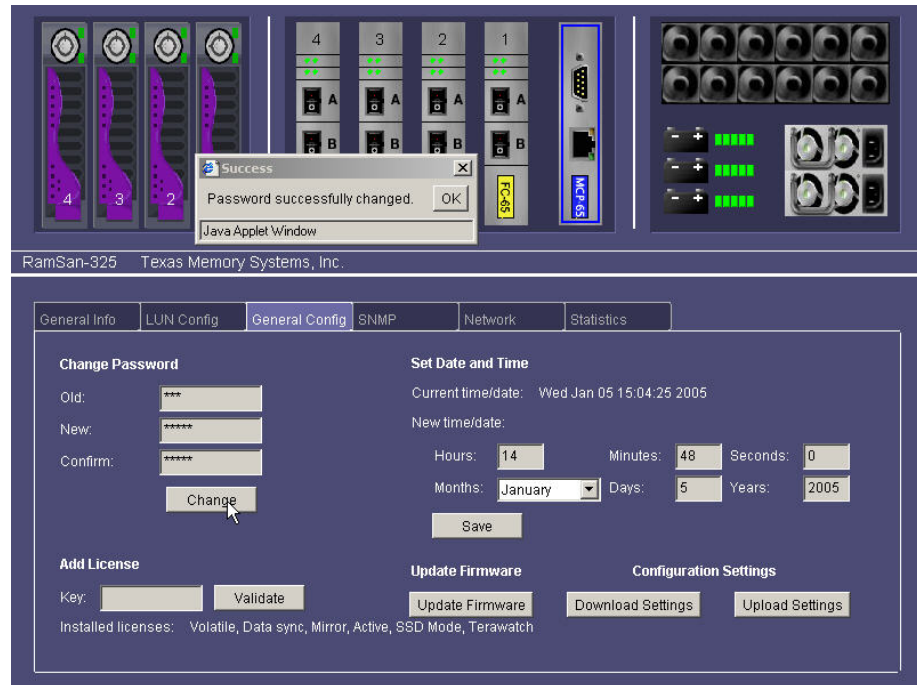 4 3 2 1
A A A A
B B B B
4 3 2 FC-65 MCP-65
Success
Password successfully changed. OK
Java Applet Window
RamSan-325 Texas Memory Systems, Inc.
General Info LUN Config General Config SNMP Network Statistics
Change Password
Old: ***
New: *****
Confirm: *****
Change
Set Date and Time
Current time/date: Wed Jan 05 15:04:25 2005
New time/date:
Hours: 14 Minutes: 48 Seconds: 0
Months: January Days: 5 Years: 2005
Save
Add License
Key: Validate
Installed licenses: Volatile, Data sync, Mirror, Active, SSD Mode, Terawatch
Update Firmware
Update Firmware
Configuration Settings
Download Settings Upload Settings